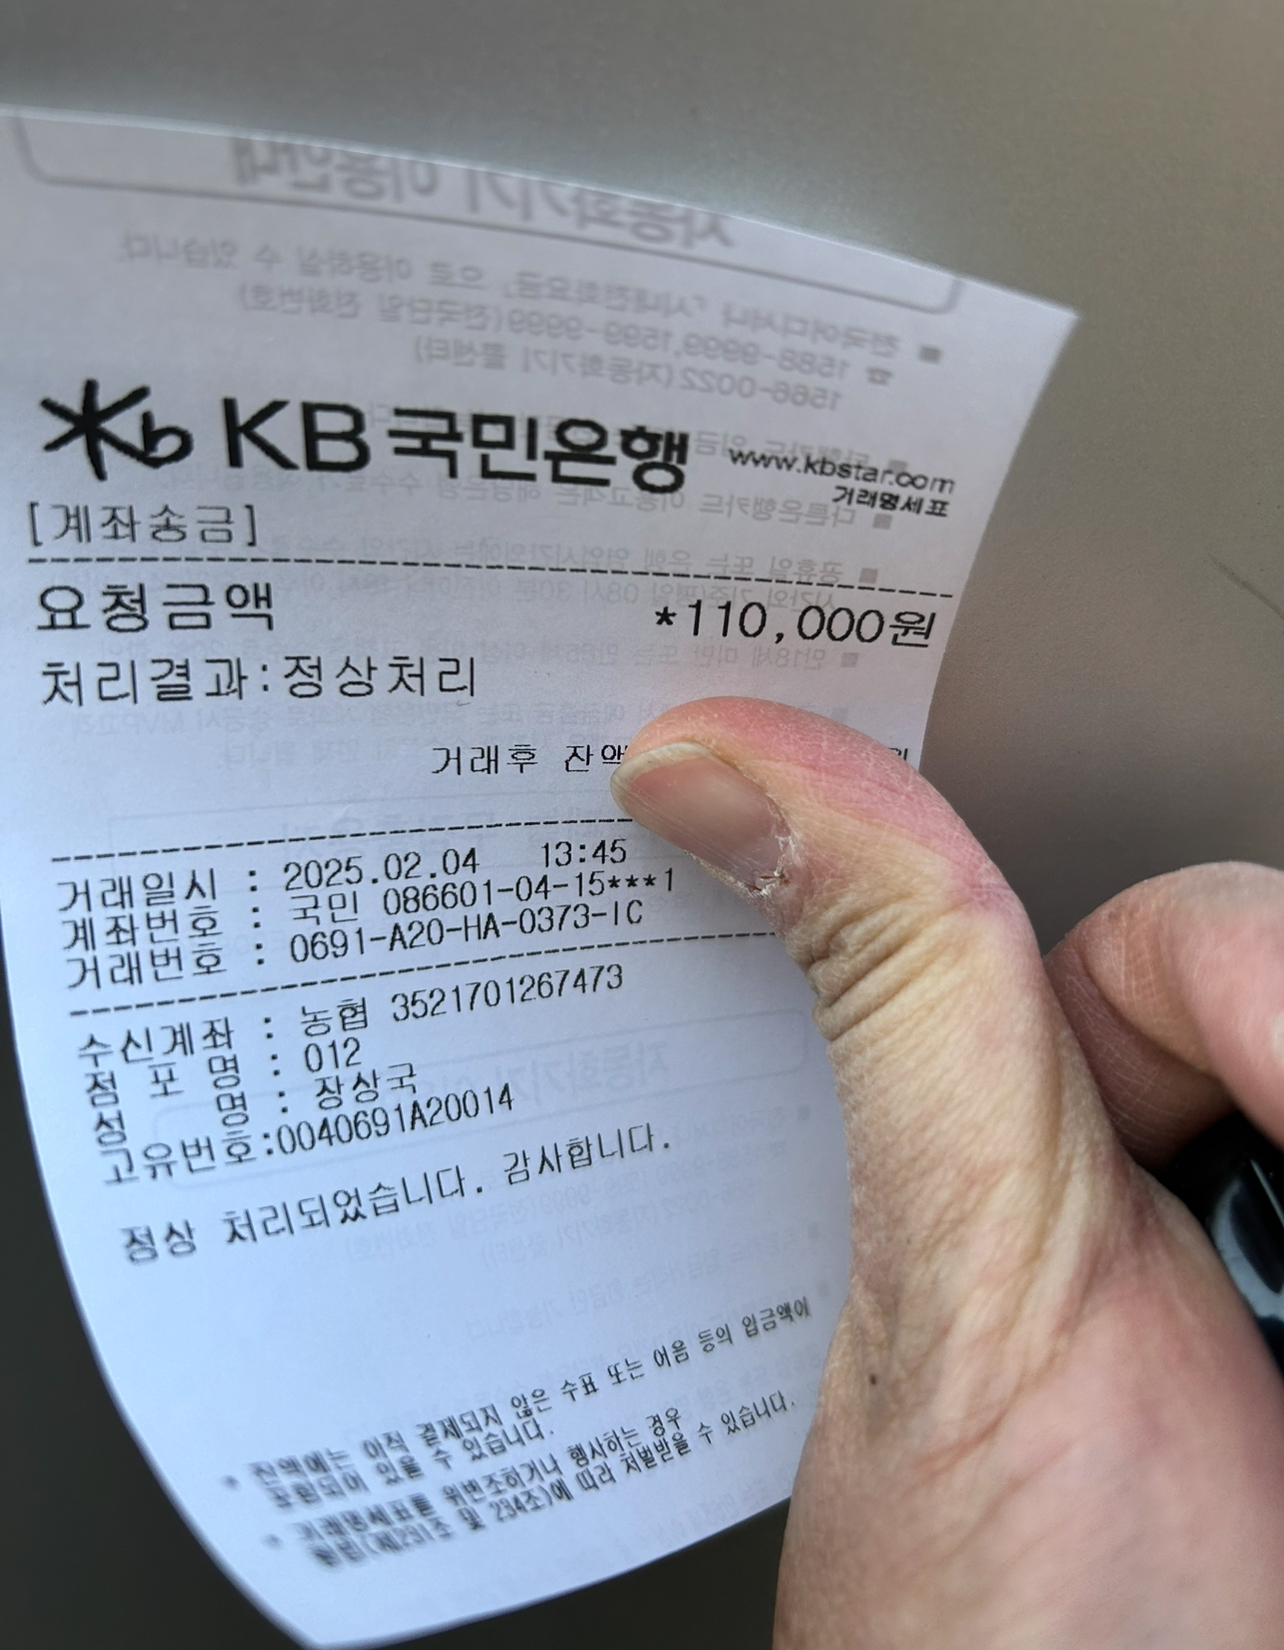 KB국민은행 www.kbstar.com
거래명세표
[계좌송금]
요청금액 *110,000원
처리결과:정상처리
거래후 잔액
거래일시 : 2025.02.04 13:45
계좌번호 : 국민 086601-04-15***1
거래번호 : 0691-A20-HA-0373-IC
수신계좌 : 농협 3521701267473
점 포 명 : 012
성 명 : 장상국
고유번호:0040691A20014
정상 처리되었습니다. 감사합니다.
* 잔액에는 아직 결제되지 않은 수표 또는 어음 등의 입금액이
포함되어 있을 수 있습니다.
* 거래명세표를 위변조하거나 행사하는 경우
형법(제231조 및 234조)에 따라 처벌받을 수 있습니다.